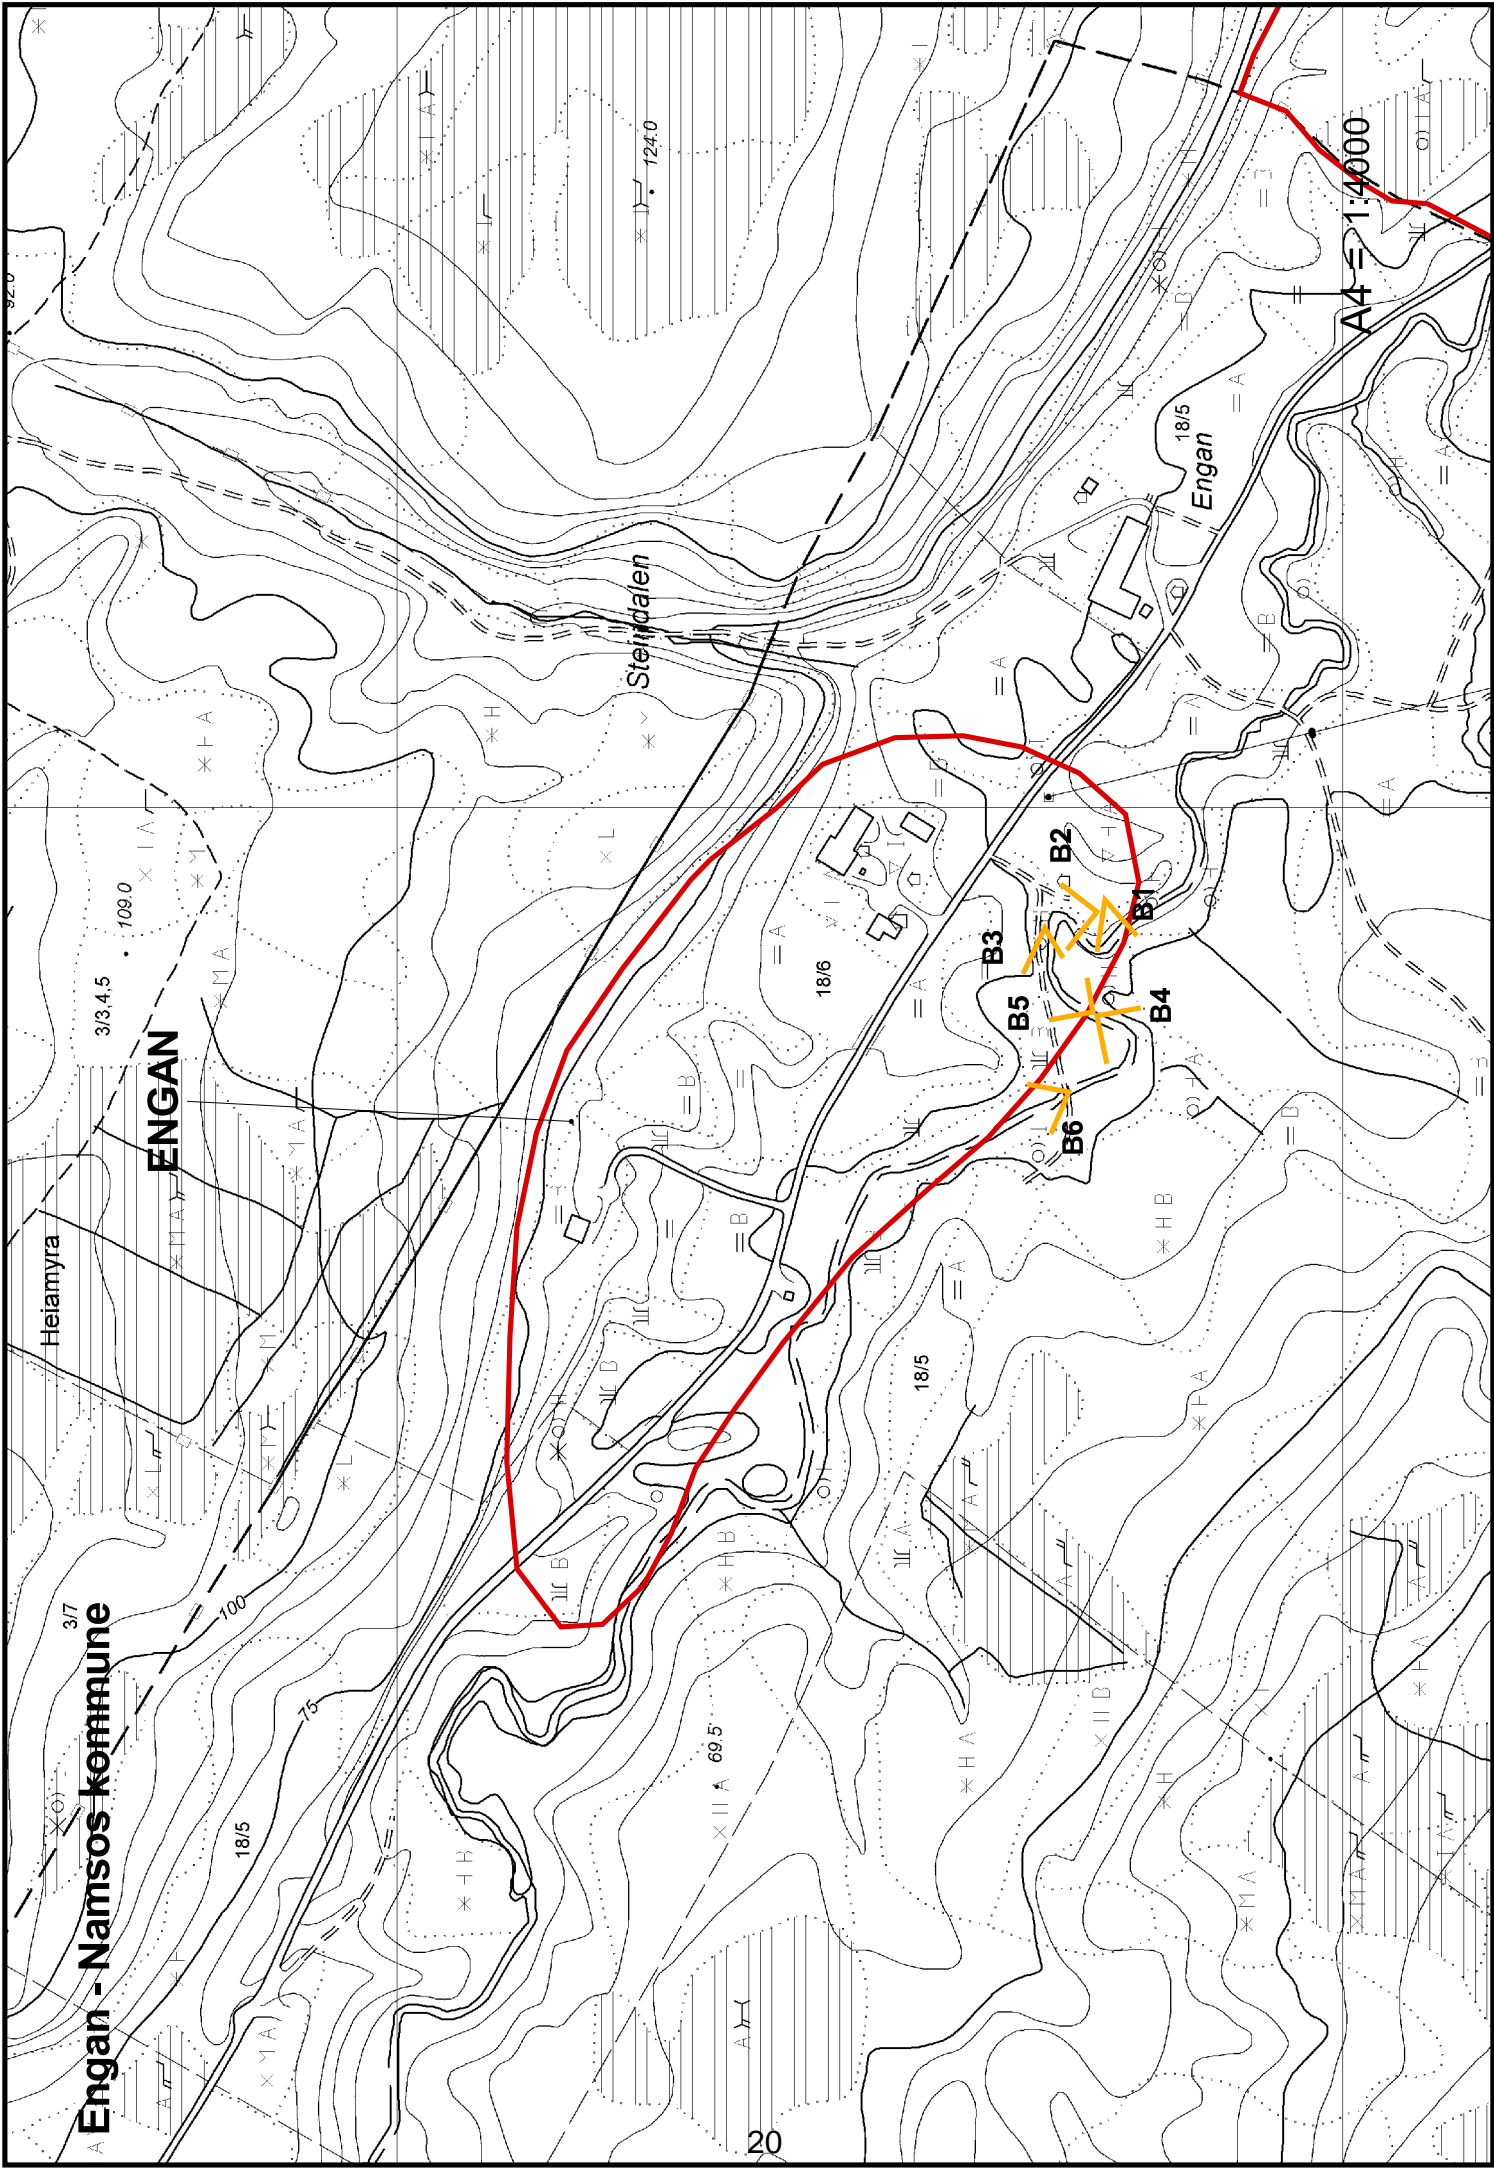 Engan - Namsos kommune
A4 = 1:4000
ENGAN
Heiamyra
Steindalen
Engan
3/7
3/3,4,5
109.0
124.0
92.0
100
75
69.5
18/5
18/5
18/5
18/6
B1
B2
B3
B4
B5
B6
20